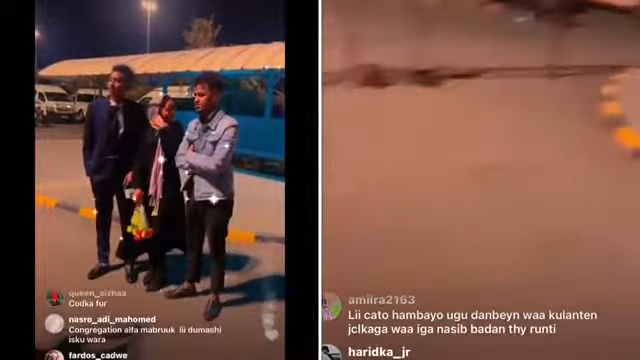 queen_sizhaa
Codka fur
nasro_adi_mahomed
Congregation alfa mabruuk lii dumashi
isku wara
fardos_cadwe
amiira2163
Lii cato hambayo ugu danbeyn waa kulanten
jclkaga waa iga nasib badan thy runti
haridka_jr